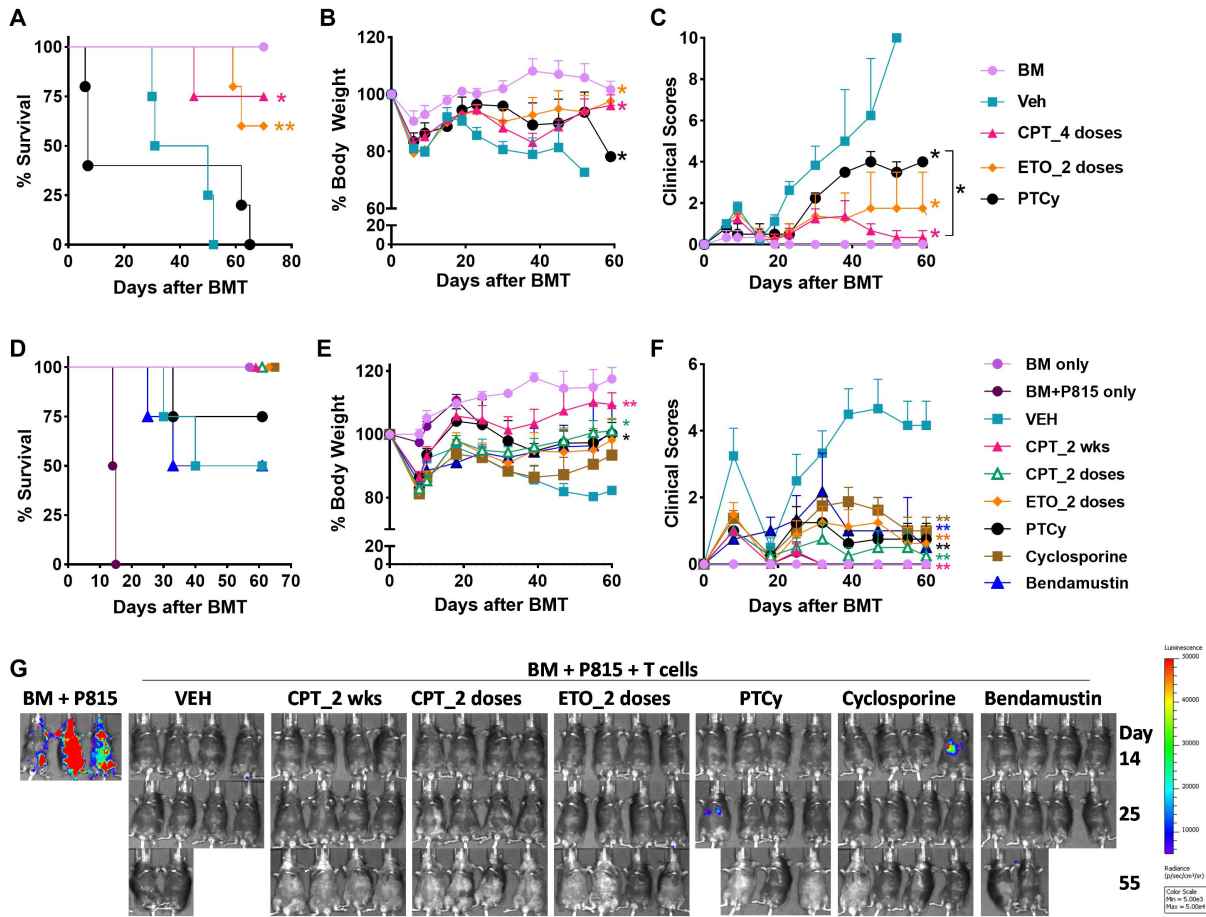 A
% Survival
100
75
50
25
0
0 20 40 60 80
Days after BMT
*
**
B
% Body Weight
120
100
80
60
20
0
0 20 40 60
Days after BMT
*
*
*
C
Clinical Scores
10
8
6
4
2
0
0 10 20 30 40 50 60
Days after BMT
*
*
*
*
BM
Veh
CPT_4 doses
ETO_2 doses
PTCy
D
% Survival
100
75
50
25
0
0 10 20 30 40 50 60 70
Days after BMT
E
% Body Weight
120
100
80
20
0
0 20 40 60
Days after BMT
**
*
*
F
Clinical Scores
6
4
2
0
0 20 40 60
Days after BMT
**
**
**
**
**
**
BM only
BM+P815 only
VEH
CPT_2 wks
CPT_2 doses
ETO_2 doses
PTCy
Cyclosporine
Bendamustin
G
BM + P815 + T cells
BM + P815 VEH CPT_2 wks CPT_2 doses ETO_2 doses PTCy Cyclosporine Bendamustin
Day
14
25
55
Luminescence
50000
40000
30000
20000
10000
Radiance
(p/sec/cm²/sr)
Color Scale
Min = 5.00e3
Max = 5.00e4